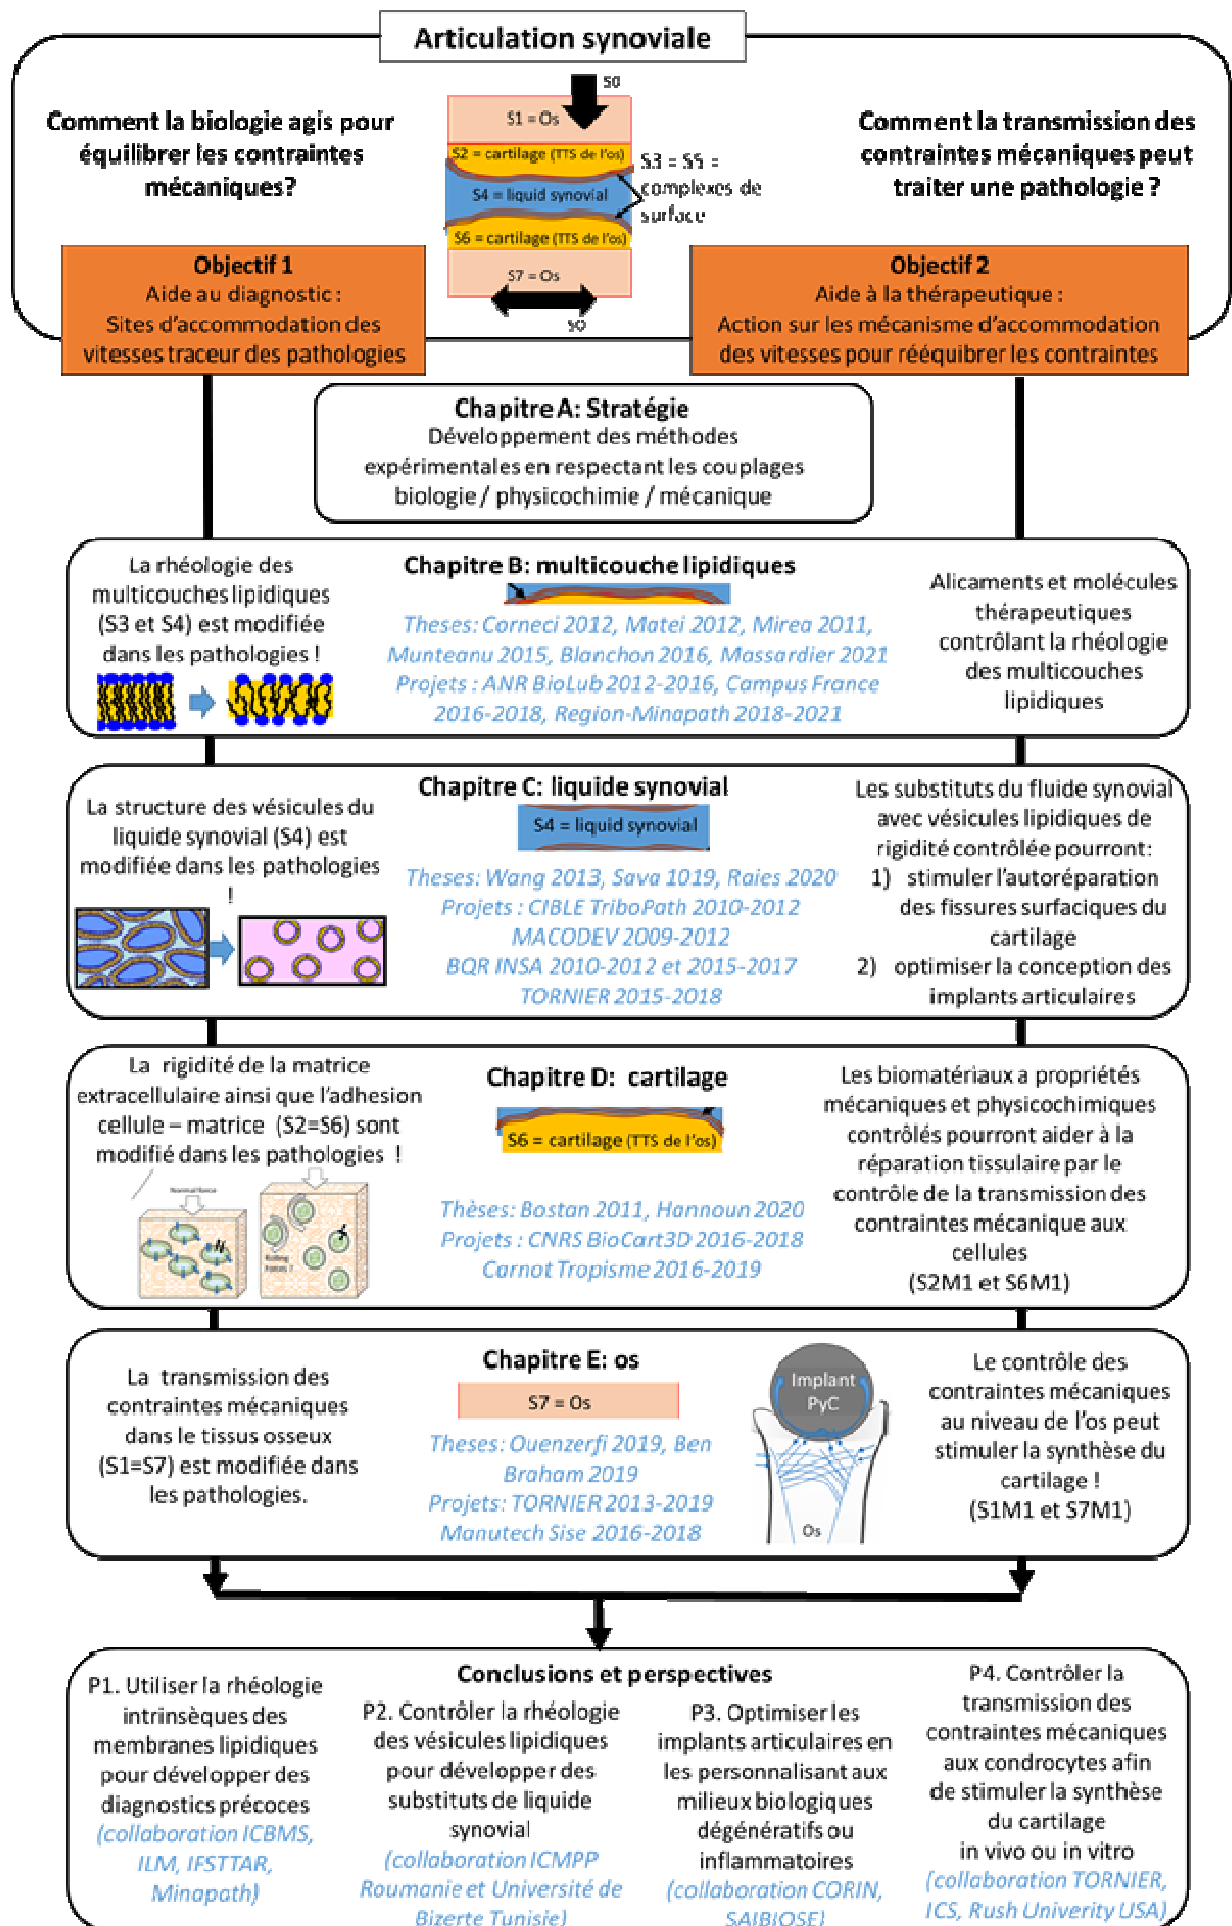 Articulation synoviale
Comment la biologie agis pour
équilibrer les contraintes
mécaniques?
S0
S1 = Os
S2 = cartilage (TTS de l'os)
S4 = liquid synovial
S6 = cartilage (TTS de l'os)
S7 = Os
S0
S3 = S5 =
complexes de
surface
Comment la transmission des
contraintes mécaniques peut
traiter une pathologie ?
Objectif 1
Aide au diagnostic :
Sites d'accommodation des
vitesses traceur des pathologies
Objectif 2
Aide à la thérapeutique :
Action sur les mécanisme d'accommodation
des vitesses pour rééquibrer les contraintes
Chapitre A: Stratégie
Développement des méthodes
expérimentales en respectant les couplages
biologie / physicochimie / mécanique
La rhéologie des
multicouches lipidiques
(S3 et S4) est modifiée
dans les pathologies !
Chapitre B: multicouche lipidiques
Theses: Corneci 2012, Matei 2012, Mirea 2011,
Munteanu 2015, Blanchon 2016, Massardier 2021
Projets : ANR BioLub 2012-2016, Campus France
2016-2018, Region-Minapath 2018-2021
Alicaments et molécules
thérapeutiques
contrôlant la rhéologie
des multicouches
lipidiques
La structure des vésicules du
liquide synovial (S4) est
modifiée dans les pathologies
!
Chapitre C: liquide synovial
S4 = liquid synovial
Theses: Wang 2013, Sava 1019, Raies 2020
Projets : CIBLE TriboPath 2010-2012
MACODEV 2009-2012
BQR INSA 2010-2012 et 2015-2017
TORNIER 2015-2018
Les substituts du fluide synovial
avec vésicules lipidiques de
rigidité contrôlée pourront:
1) stimuler l'autoréparation
des fissures surfaciques du
cartilage
2) optimiser la conception des
implants articulaires
La rigidité de la matrice
extracellulaire ainsi que l'adhesion
cellule – matrice (S2=S6) sont
modifié dans les pathologies !
Normal force
Rolling
forces ?
Chapitre D: cartilage
S6 = cartilage (TTS de l'os)
Thèses: Bostan 2011, Hannoun 2020
Projets : CNRS BioCart3D 2016-2018
Carnot Tropisme 2016-2019
Les biomatériaux a propriétés
mécaniques et physicochimiques
contrôlés pourront aider à la
réparation tissulaire par le
contrôle de la transmission des
contraintes mécanique aux
cellules
(S2M1 et S6M1)
La transmission des
contraintes mécaniques
dans le tissus osseux
(S1=S7) est modifiée dans
les pathologies.
Chapitre E: os
S7 = Os
Theses: Ouenzerfi 2019, Ben
Braham 2019
Projets: TORNIER 2013-2019
Manutech Sise 2016-2018
Implant
PyC
Os
Le contrôle des
contraintes mécaniques
au niveau de l'os peut
stimuler la synthèse du
cartilage !
(S1M1 et S7M1)
Conclusions et perspectives
P1. Utiliser la rhéologie
intrinsèques des
membranes lipidiques
pour développer des
diagnostics précoces
(collaboration ICBMS,
ILM, IFSTTAR,
Minapath)
P2. Contrôler la rhéologie
des vésicules lipidiques
pour développer des
substituts de liquide
synovial
(collaboration ICMPP
Roumanie et Université de
Bizerte Tunisie)
P3. Optimiser les
implants articulaires en
les personnalisant aux
milieux biologiques
dégénératifs ou
inflammatoires
(collaboration CORIN,
SAIBIOSE)
P4. Contrôler la
transmission des
contraintes mécaniques
aux condrocytes afin
de stimuler la synthèse
du cartilage
in vivo ou in vitro
(collaboration TORNIER,
ICS, Rush Univerity USA)